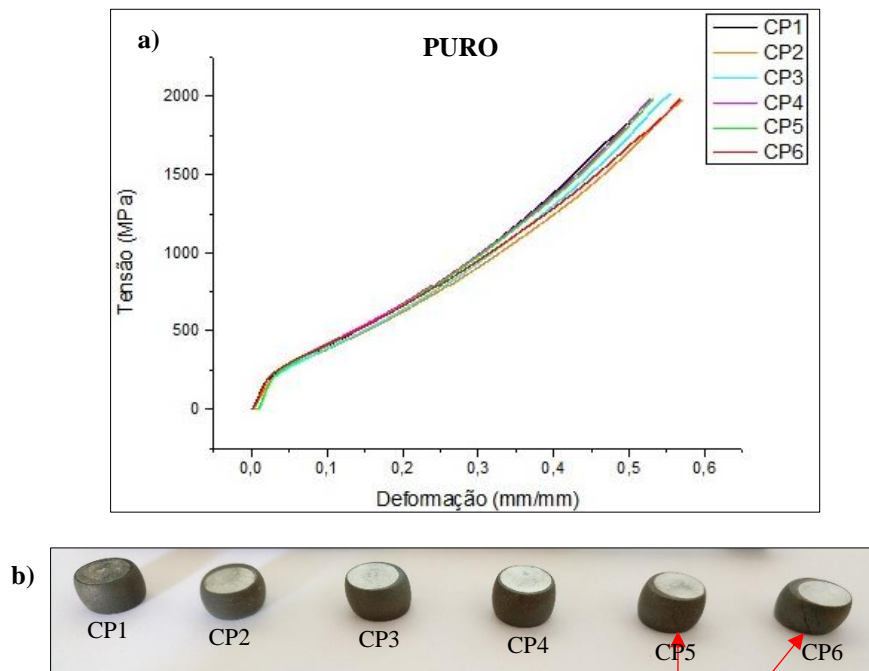 a)
PURO
CP1
CP2
CP3
CP4
CP5
CP6
2000
1500
1000
500
0
Tensão (MPa)
0,0 0,1 0,2 0,3 0,4 0,5 0,6
Deformação (mm/mm)
b)
CP1 CP2 CP3 CP4 CP5 CP6